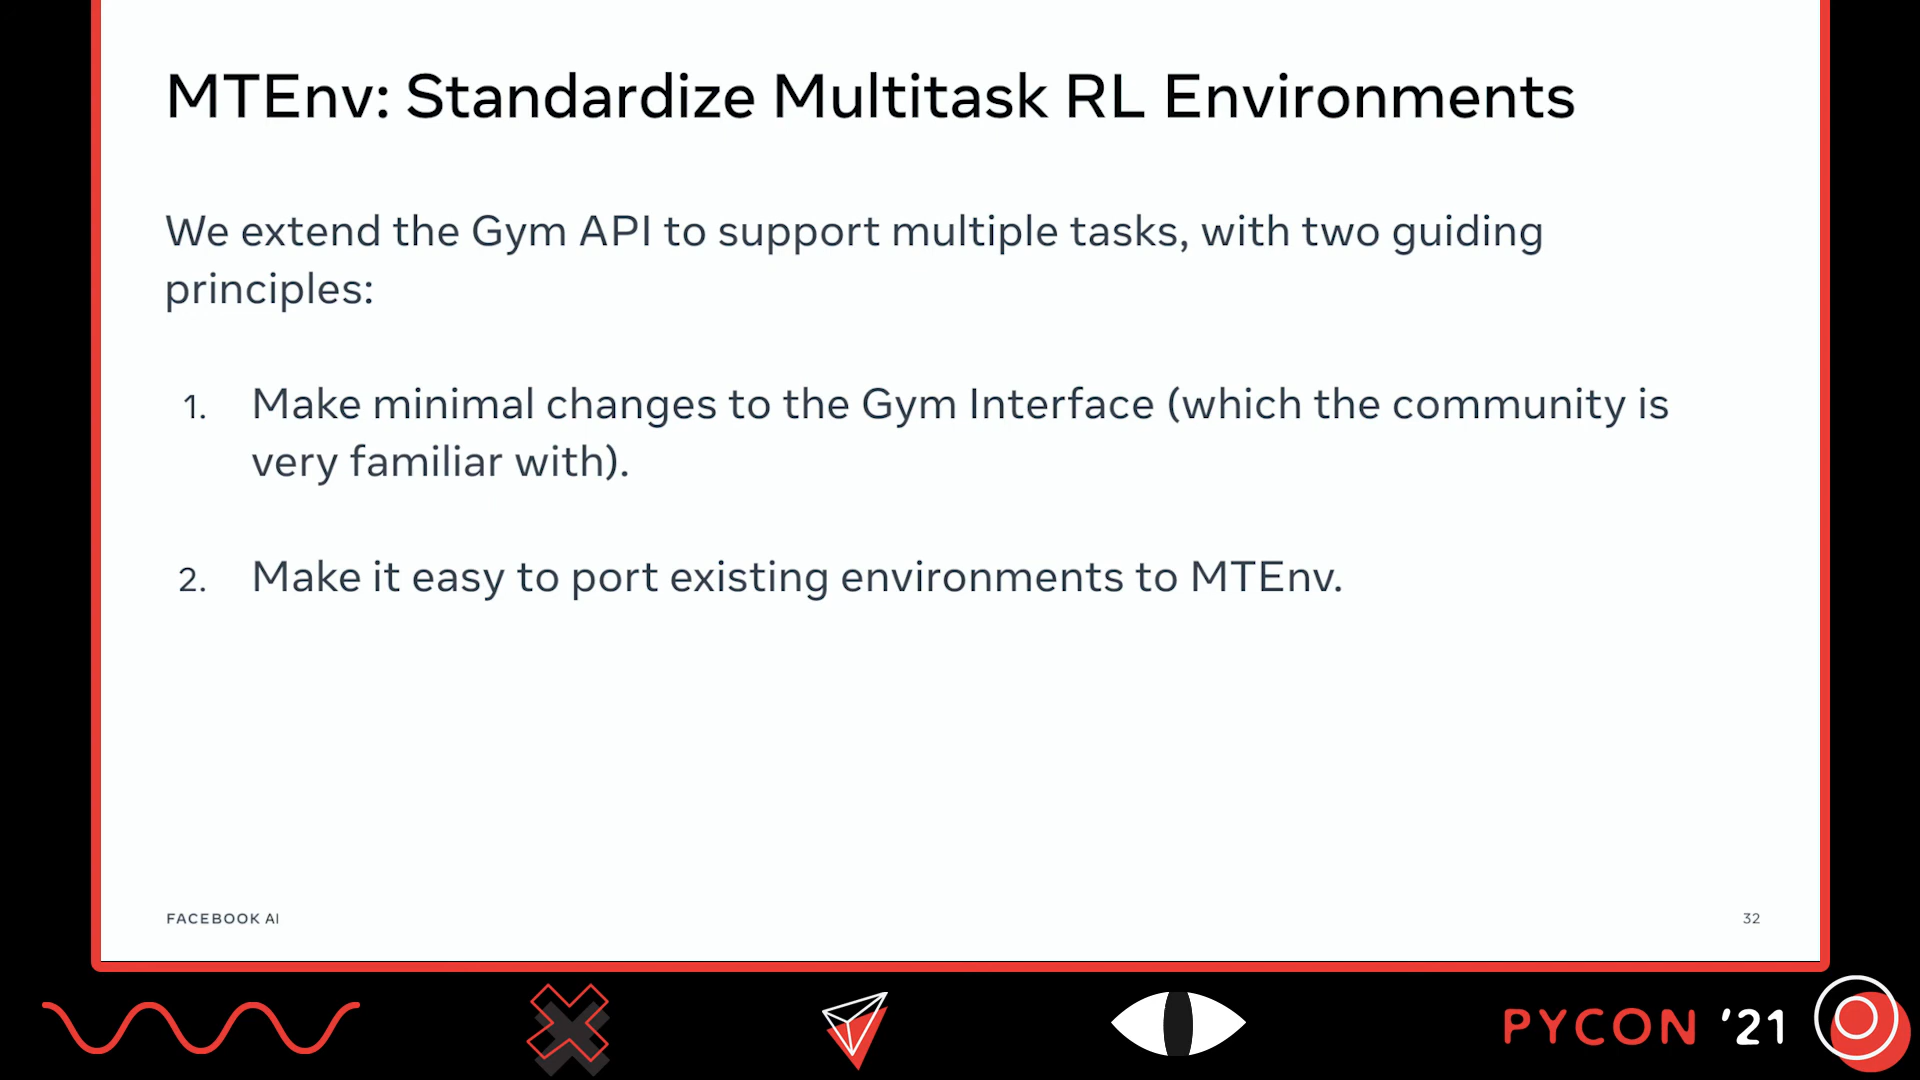 MTEnv: Standardize Multitask RL Environments
We extend the Gym API to support multiple tasks, with two guiding
principles:
1. Make minimal changes to the Gym Interface (which the community is
very familiar with).
2. Make it easy to port existing environments to MTEnv.
FACEBOOK AI
32
PYCON '21